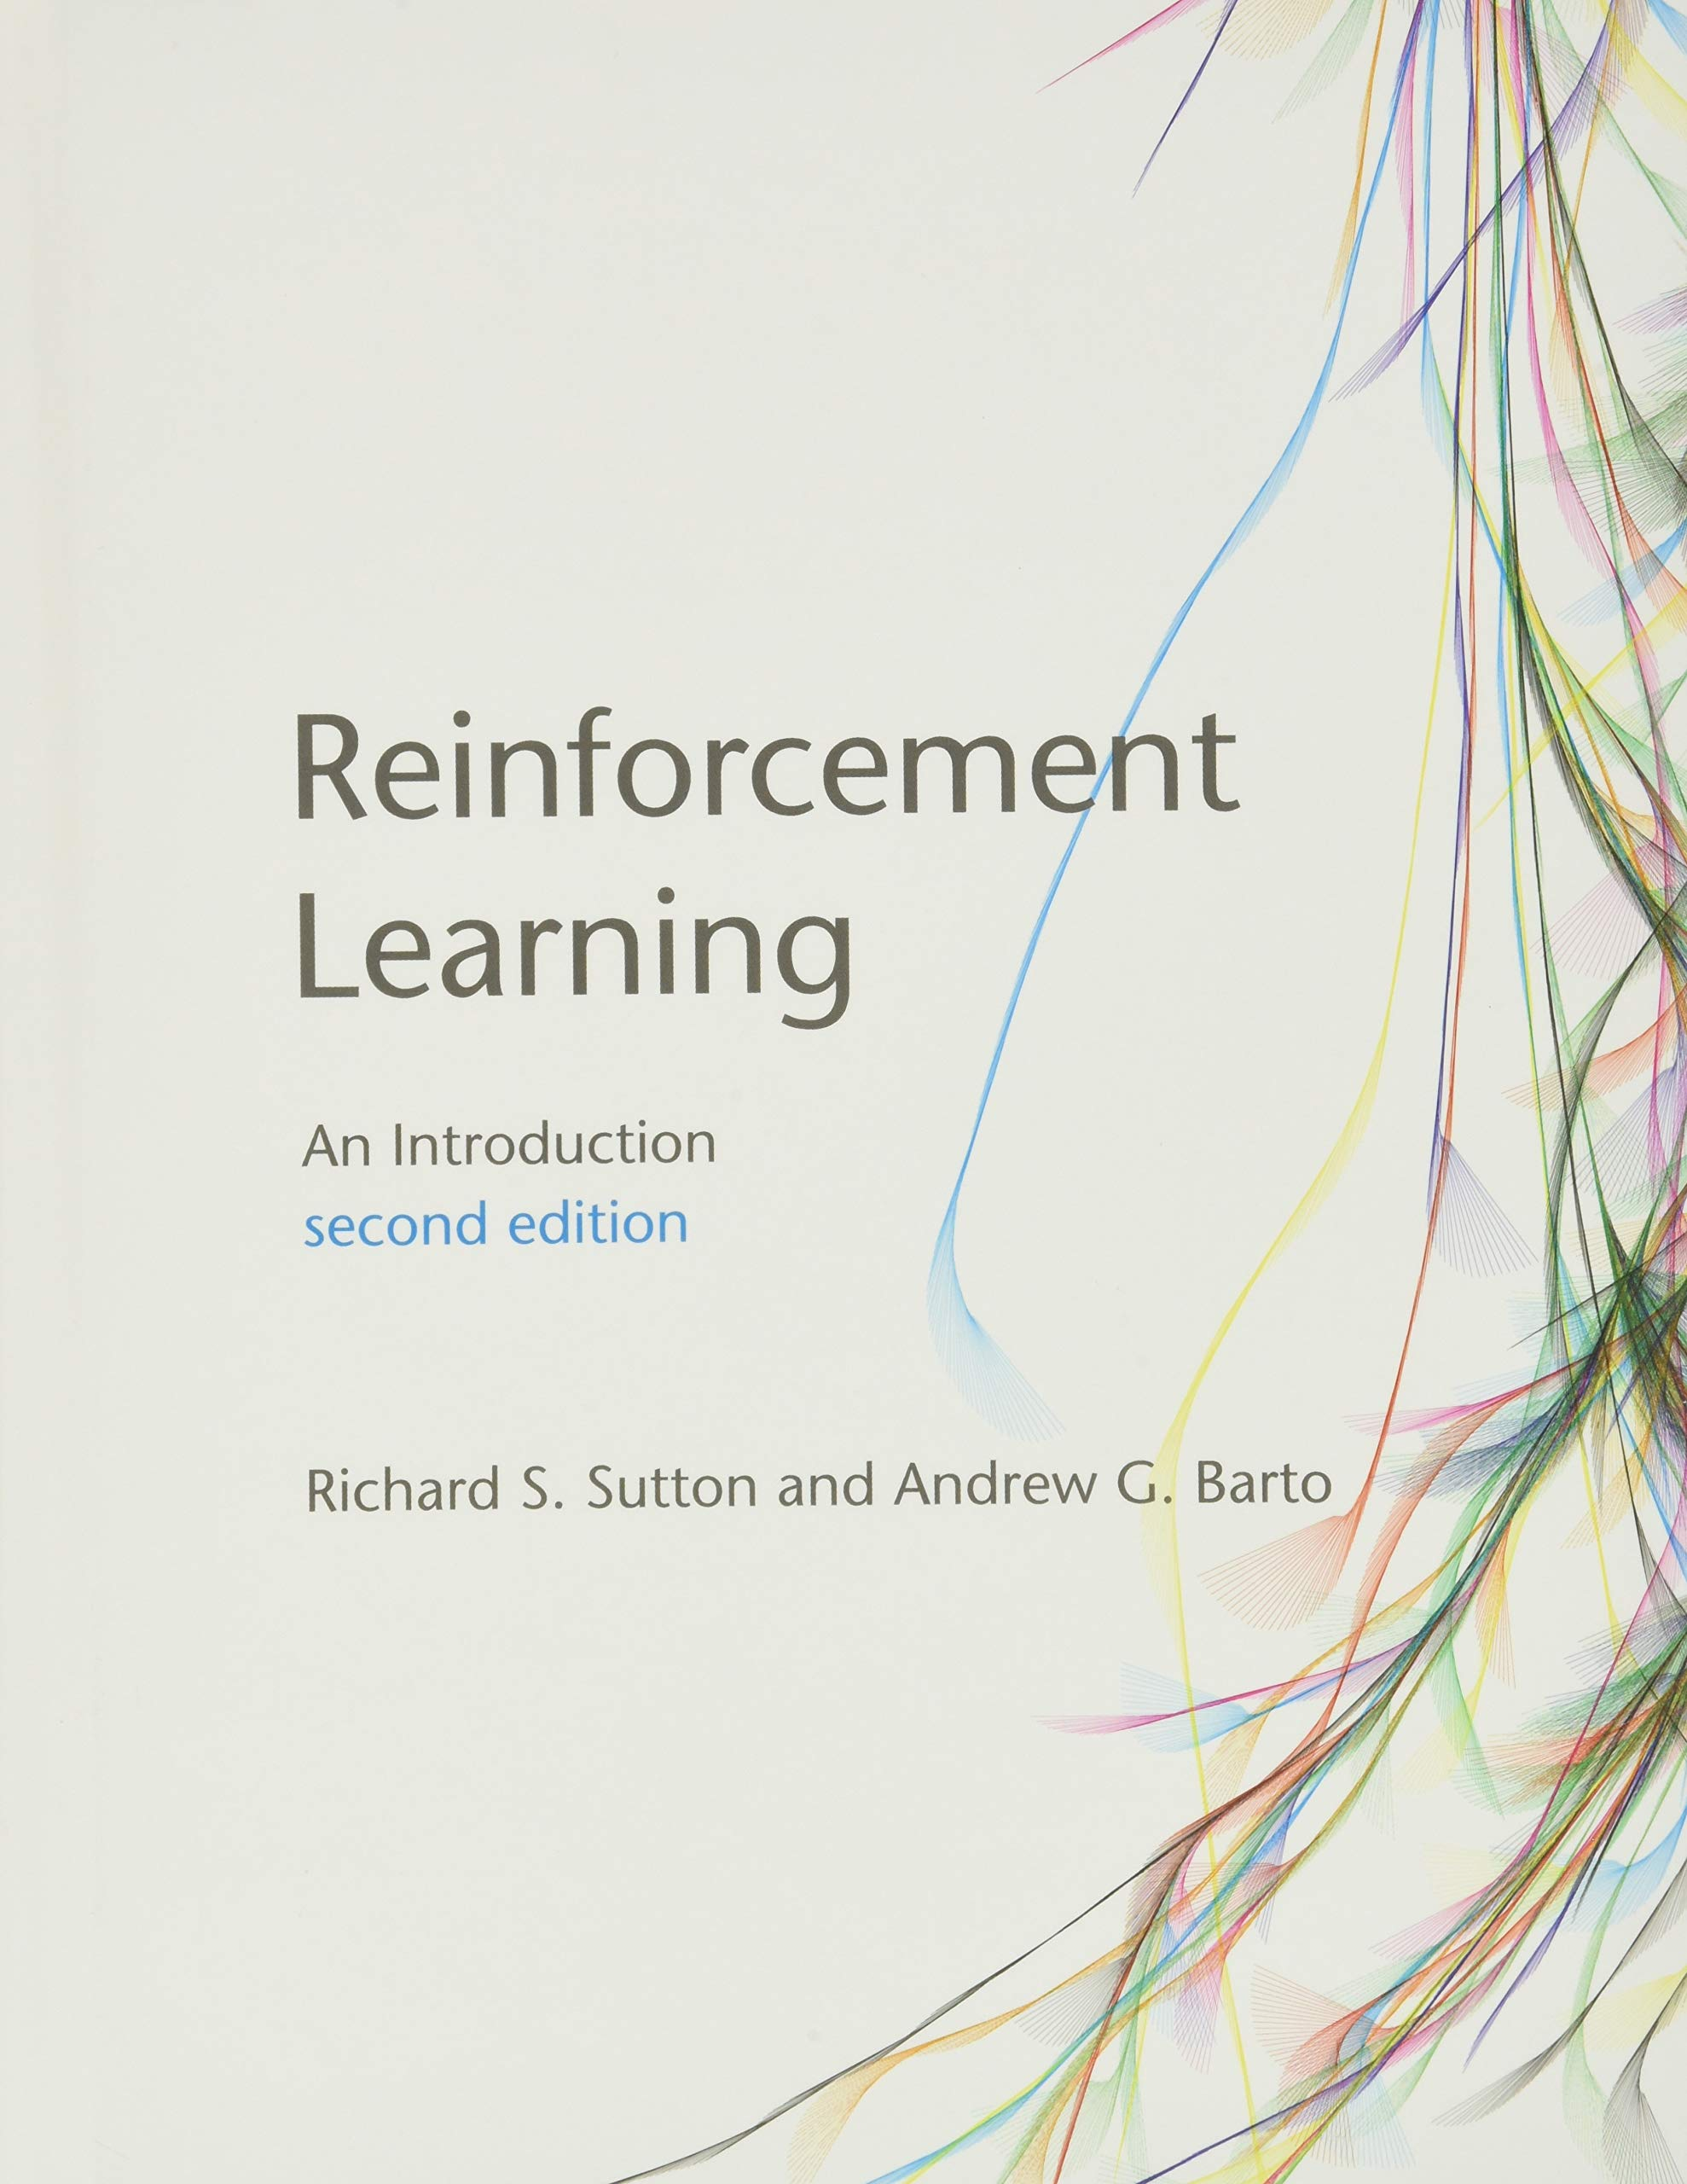 Reinforcement
Learning
An Introduction
second edition
Richard S. Sutton and Andrew G. Barto